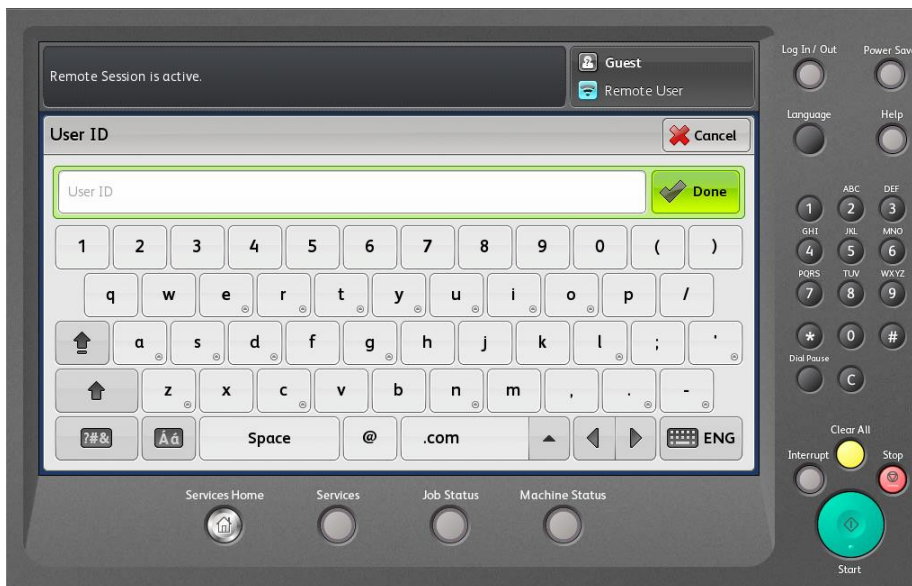 Remote Session is active.
Guest
Remote User
User ID
Cancel
User ID
Done
1 2 3 4 5 6 7 8 9 0 ( )
q w e r t y u i o p /
a s d f g h j k l ; '
z x c v b n m , . -
?#& Áá Space @ .com ENG
Services Home Services Job Status Machine Status
Log In / Out Power Sav
Language Help
ABC DEF
1 2 3
GHI JKL MNO
4 5 6
PQRS TUV WXYZ
7 8 9
* 0 #
Dial Pause
C
Clear All
Interrupt Stop
Start